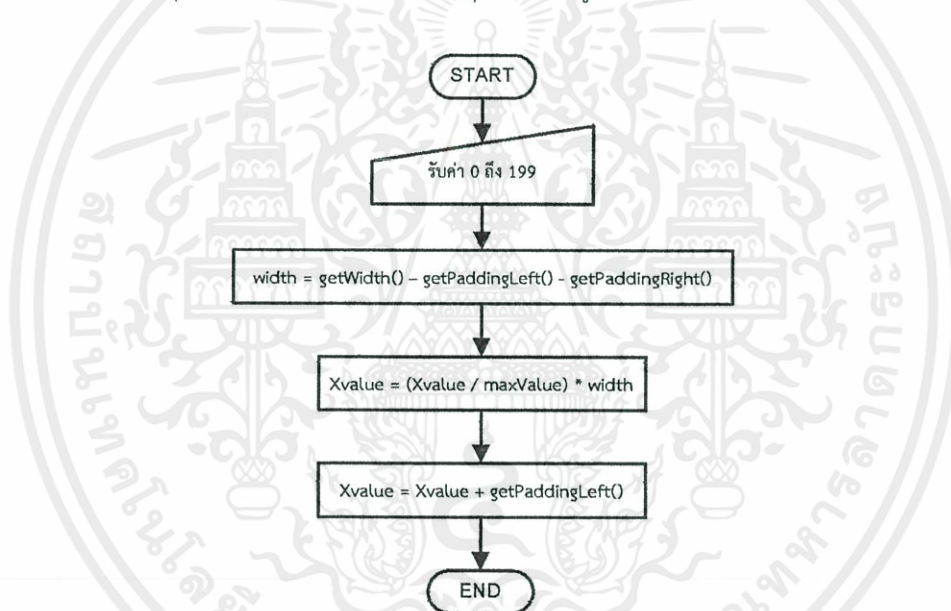 START
รับค่า 0 ถึง 199
width = getWidth() – getPaddingLeft() - getPaddingRight()
Xvalue = (Xvalue / maxValue) * width
Xvalue = Xvalue + getPaddingLeft()
END